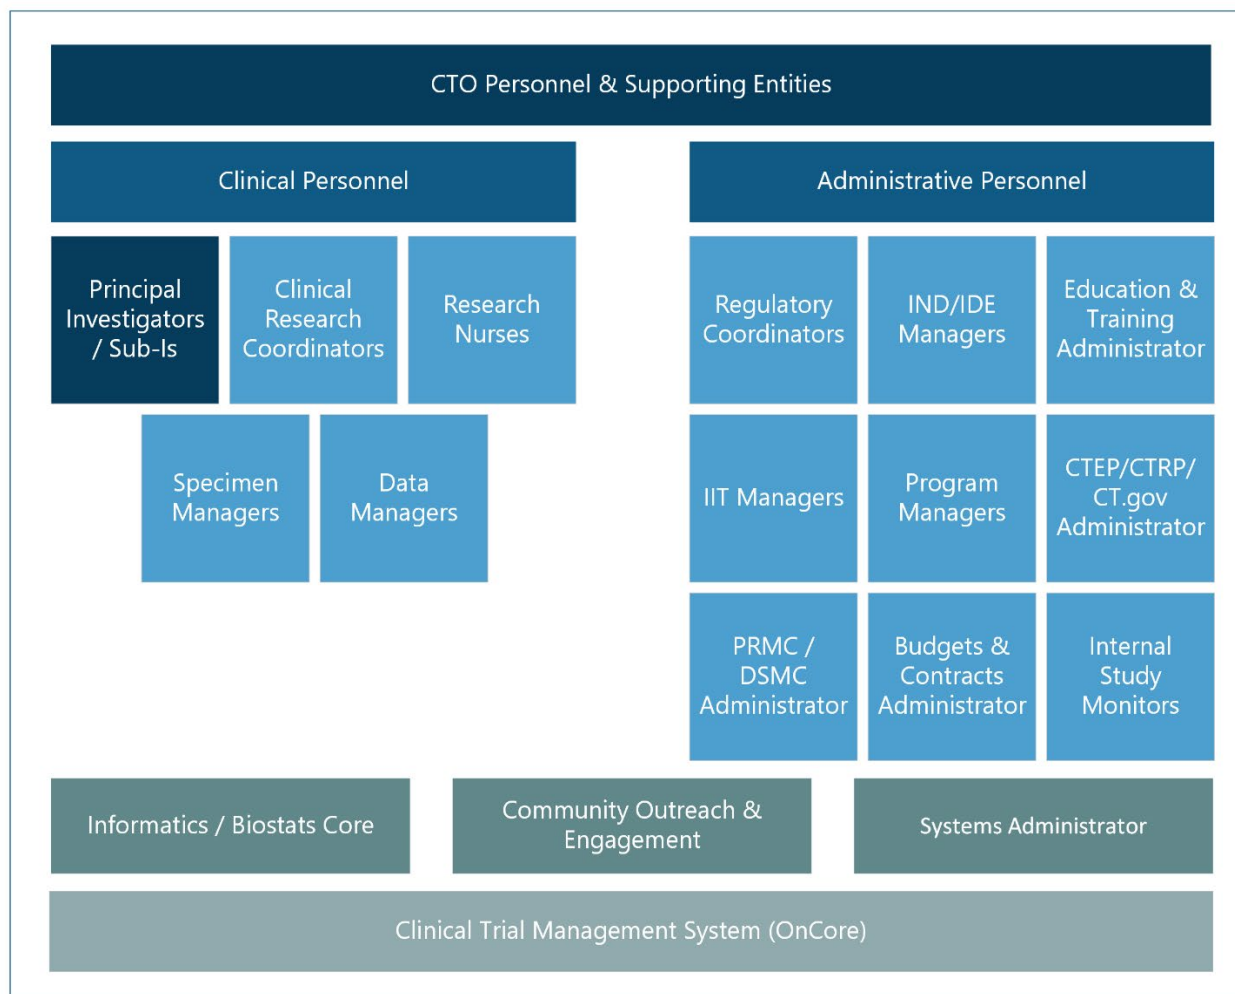 CTO Personnel & Supporting Entities
Clinical Personnel
Administrative Personnel
Principal
Investigators
/ Sub-Is
Clinical
Research
Coordinators
Research
Nurses
Regulatory
Coordinators
IND/IDE
Managers
Education &
Training
Administrator
Specimen
Managers
Data
Managers
IIT Managers
Program
Managers
CTEP/CTRP/
CT.gov
Administrator
PRMC /
DSMC
Administrator
Budgets &
Contracts
Administrator
Internal
Study
Monitors
Informatics / Biostats Core
Community Outreach &
Engagement
Systems Administrator
Clinical Trial Management System (OnCore)